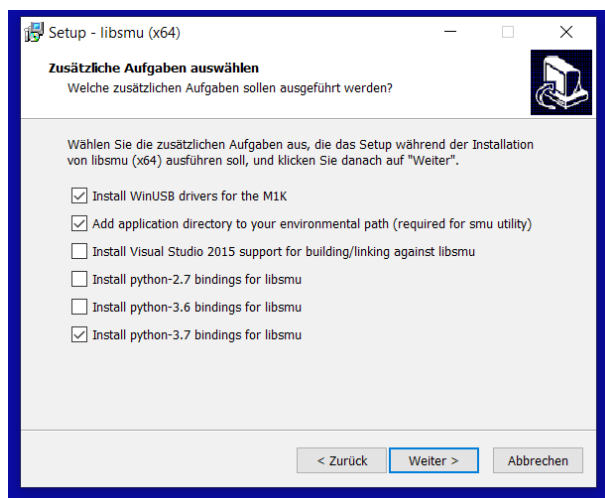 Setup - libsmu (x64)
Zusätzliche Aufgaben auswählen
Welche zusätzlichen Aufgaben sollen ausgeführt werden?
Wählen Sie die zusätzlichen Aufgaben aus, die das Setup während der Installation
von libsmu (x64) ausführen soll, und klicken Sie danach auf "Weiter".
Install WinUSB drivers for the M1K
Add application directory to your environmental path (required for smu utility)
Install Visual Studio 2015 support for building/linking against libsmu
Install python-2.7 bindings for libsmu
Install python-3.6 bindings for libsmu
Install python-3.7 bindings for libsmu
< Zurück
Weiter >
Abbrechen